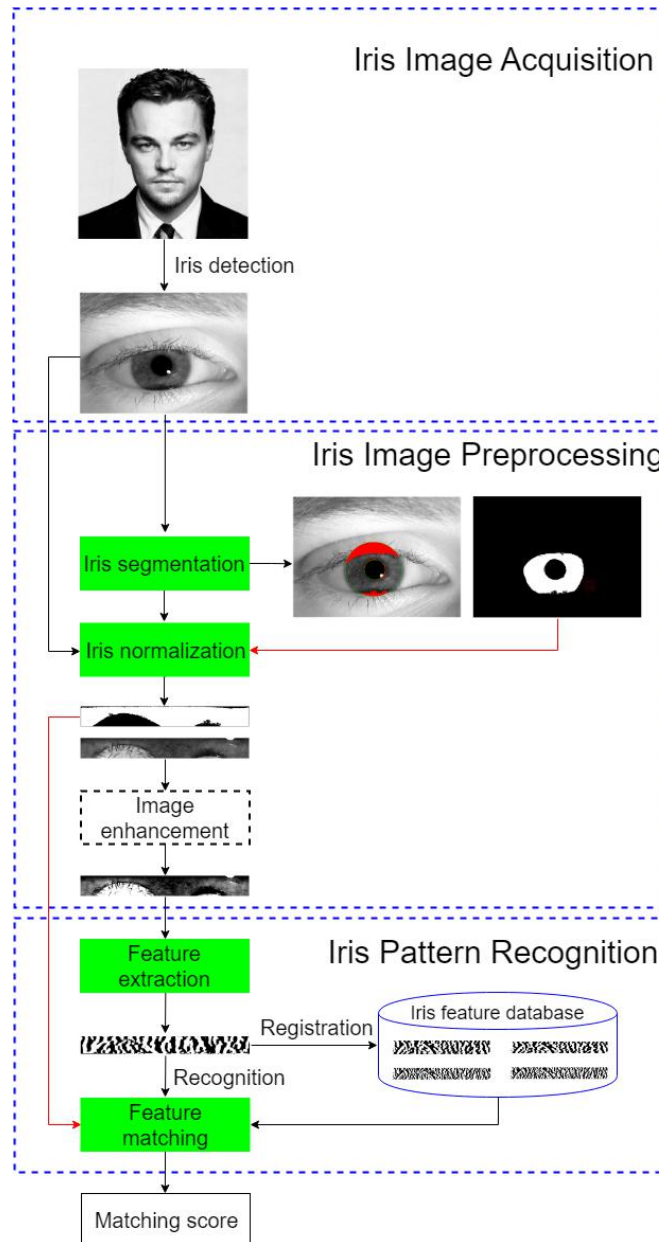 Iris Image Acquisition
Iris detection
Iris Image Preprocessing
Iris segmentation
Iris normalization
Image
enhancement
Iris Pattern Recognition
Feature
extraction
Iris feature database
Registration
Recognition
Feature
matching
Matching score